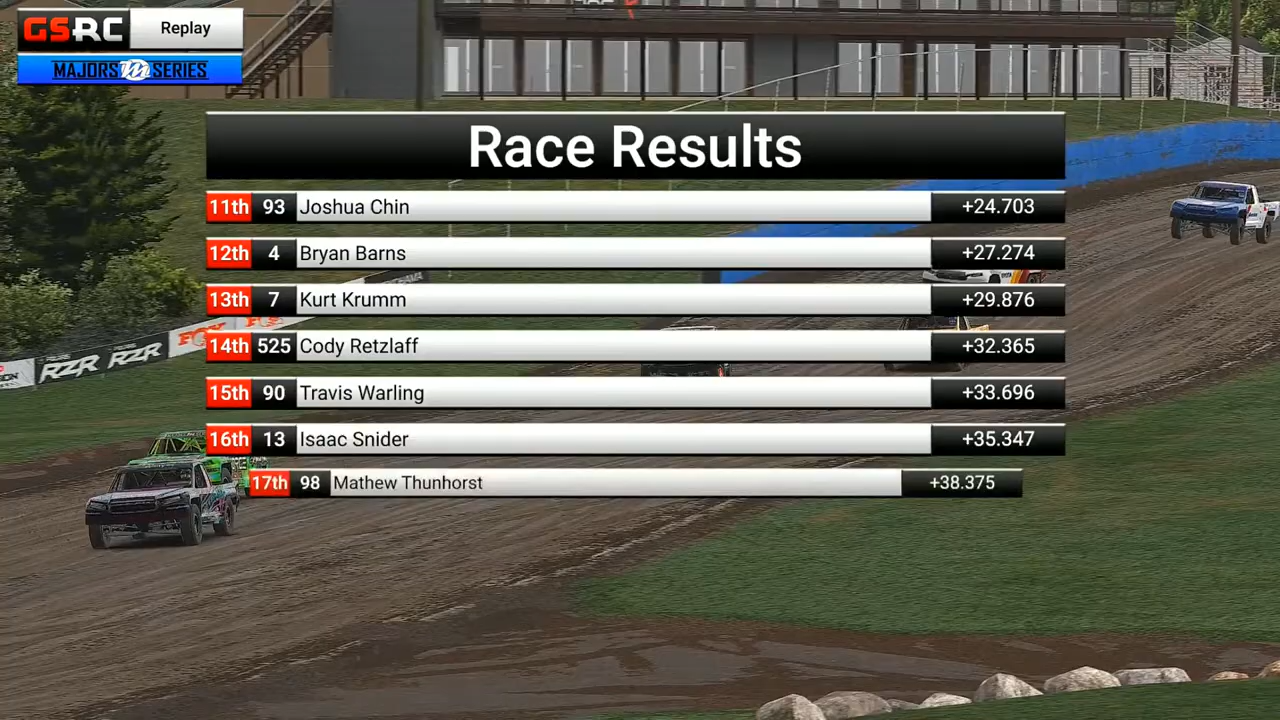 GSRC Replay
MAJORS M SERIES
Race Results
11th 93 Joshua Chin +24.703
12th 4 Bryan Barns +27.274
13th 7 Kurt Krumm +29.876
14th 525 Cody Retzlaff +32.365
15th 90 Travis Warling +33.696
16th 13 Isaac Snider +35.347
17th 98 Mathew Thunhorst +38.375
FOX
RZR RZR